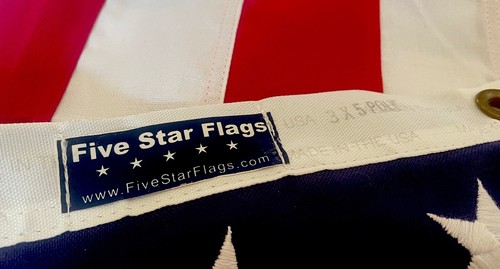 Five Star Flags
www.FiveStarFlags.com
USA 3 X 5-POLY
MADE IN THE USA